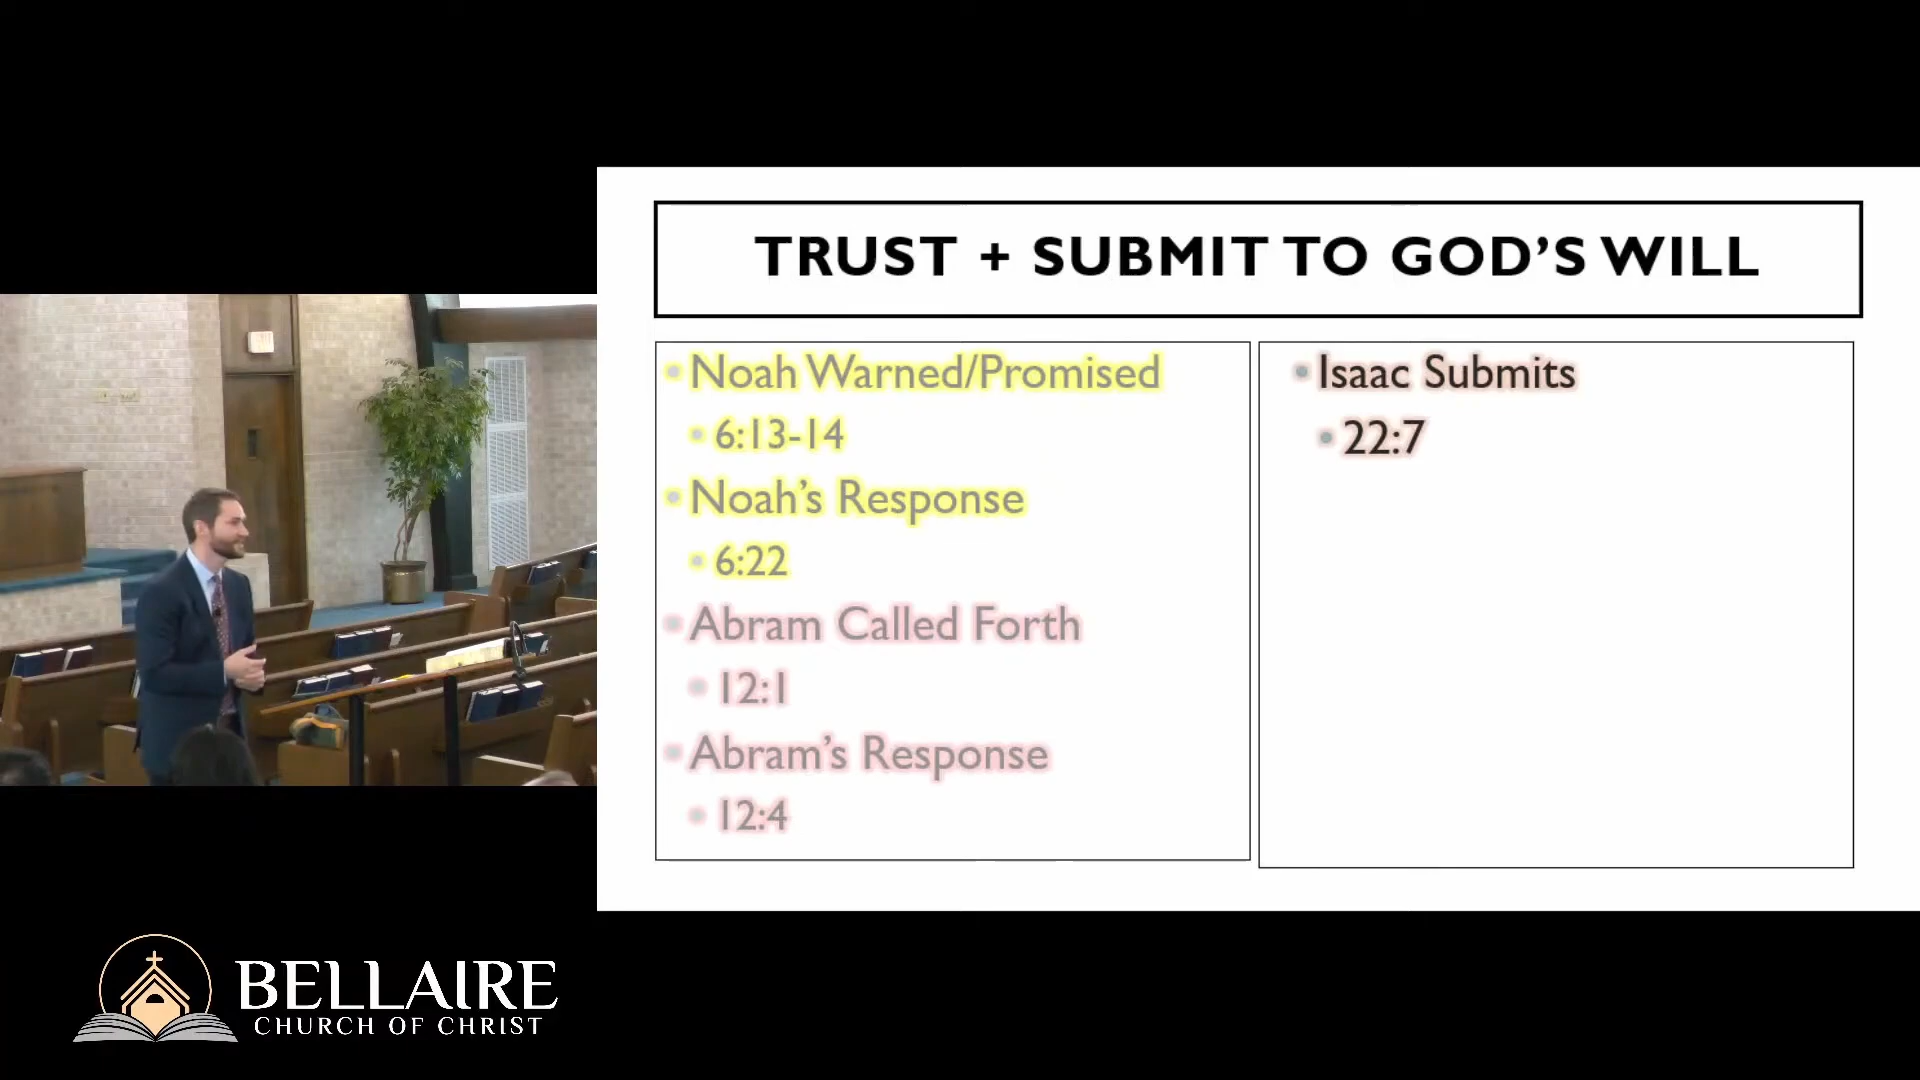 TRUST + SUBMIT TO GOD'S WILL
• Noah Warned/Promised
• 6:13-14
• Noah's Response
• 6:22
• Abram Called Forth
• 12:1
• Abram's Response
• 12:4
• Isaac Submits
• 22:7
BELLAIRE
CHURCH OF CHRIST